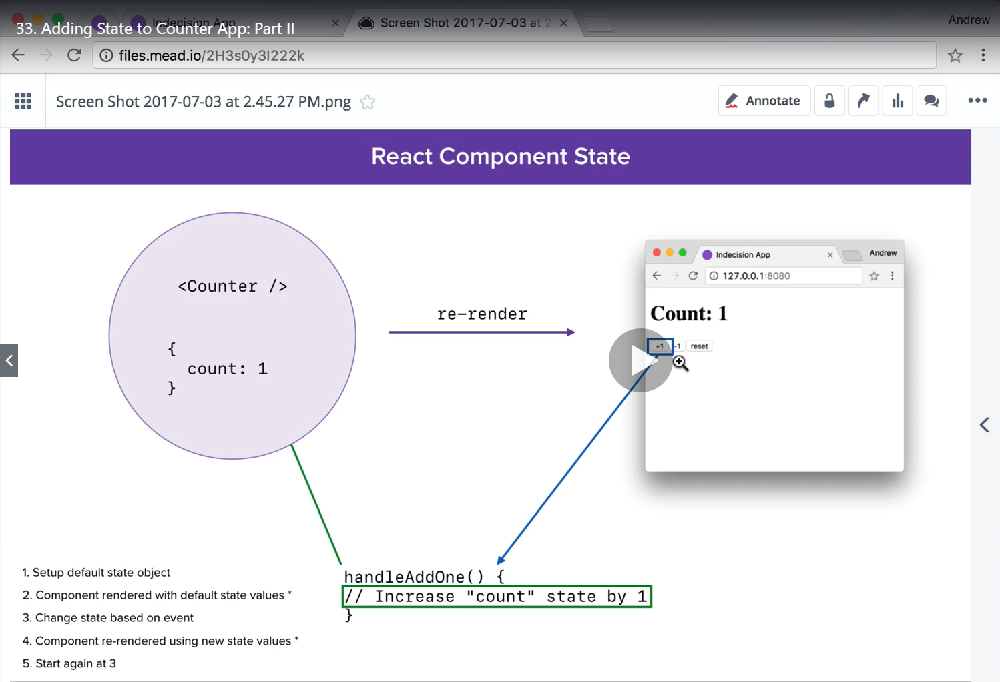 Indecision App
33. Adding State to Counter App: Part II
Screen Shot 2017-07-03 at 2
Andrew
files.mead.io/2H3s0y3I222k
Screen Shot 2017-07-03 at 2.45.27 PM.png
Annotate
React Component State
<Counter />
{
count: 1
}
re-render
Indecision App
Andrew
127.0.0.1:8080
Count: 1
+1
-1
reset
handleAddOne() {
// Increase "count" state by 1
}
1. Setup default state object
2. Component rendered with default state values *
3. Change state based on event
4. Component re-rendered using new state values *
5. Start again at 3